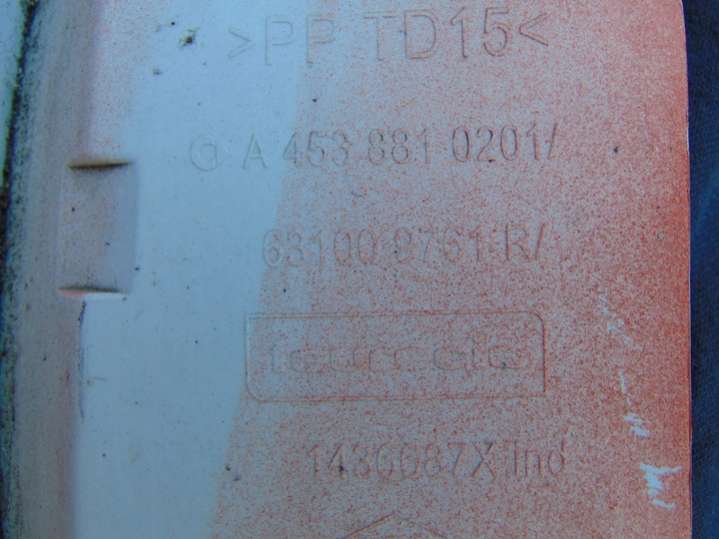 >PP TD15<
A 453 881 0201/
63100 9761 R/
1436087X Ind